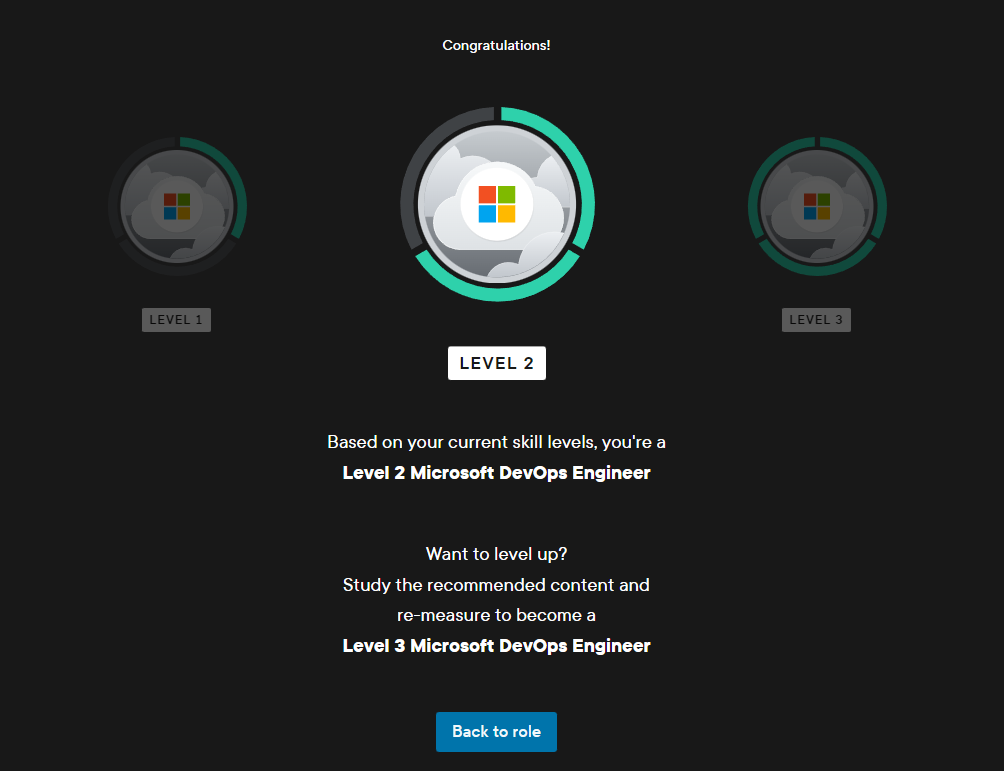 Congratulations!
LEVEL 1
LEVEL 3
LEVEL 2
Based on your current skill levels, you're a
Level 2 Microsoft DevOps Engineer
Want to level up?
Study the recommended content and
re-measure to become a
Level 3 Microsoft DevOps Engineer
Back to role